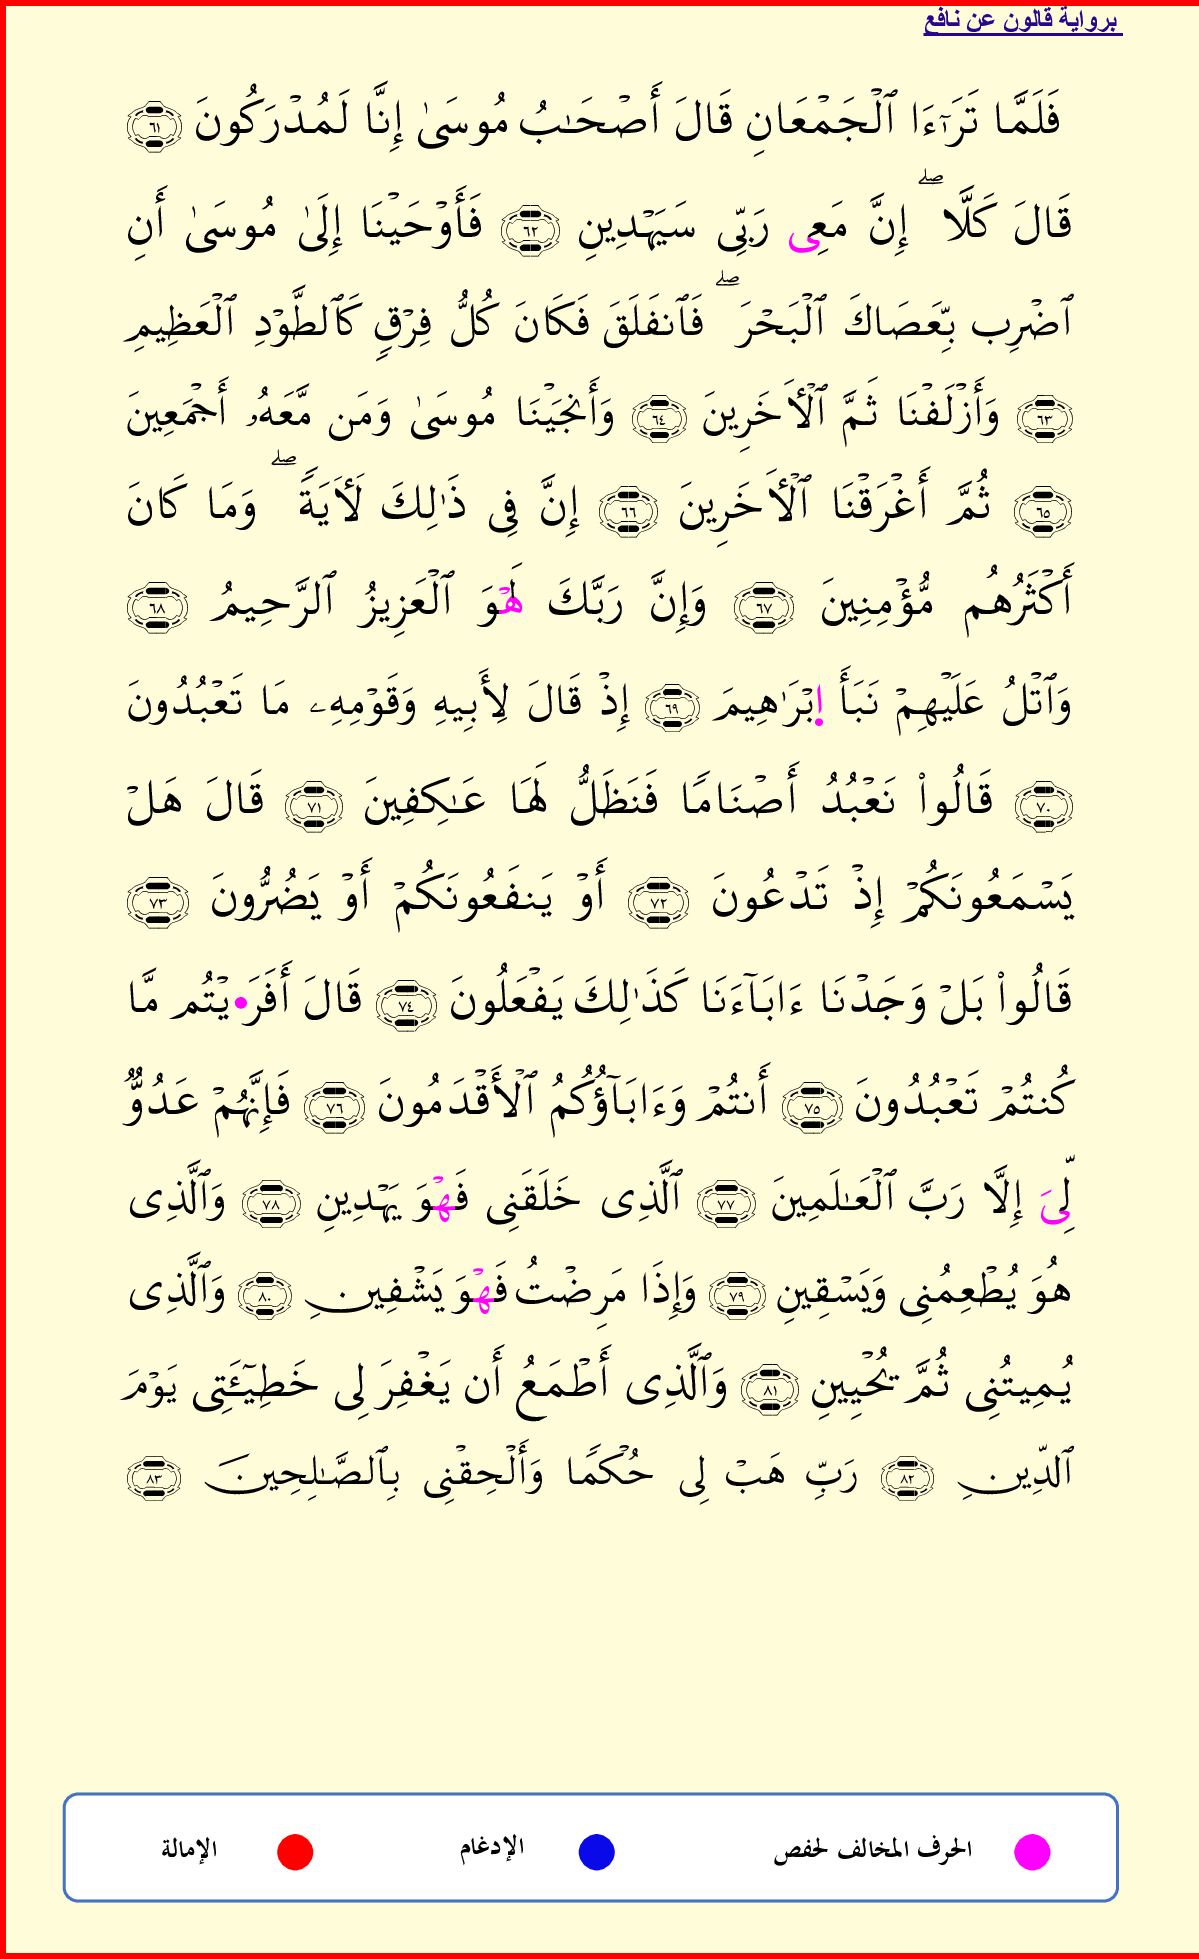 برواية قالون عن نافع
فَلَمَّا تَرَٰٓءَا ٱلۡجَمۡعَانِ قَالَ أَصۡحَٰبُ مُوسَىٰ إِنَّا لَمُدۡرَكُونَ ٦١
قَالَ كَلَّاۖ إِنَّ مَعِى رَبِّى سَيَهۡدِينِ ٦٢ فَأَوۡحَيۡنَا إِلَىٰ مُوسَىٰ أَنِ
ٱضۡرِب بِّعَصَاكَ ٱلۡبَحۡرَۖ فَٱنفَلَقَ فَكَانَ كُلُّ فِرۡقٍ كَٱلطَّوۡدِ ٱلۡعَظِيمِ
٦٣ وَأَزۡلَفۡنَا ثَمَّ ٱلۡأٓخَرِينَ ٦٤ وَأَنجَيۡنَا مُوسَىٰ وَمَن مَّعَهُۥ أَجۡمَعِينَ
٦٥ ثُمَّ أَغۡرَقۡنَا ٱلۡأٓخَرِينَ ٦٦ إِنَّ فِى ذَٰلِكَ لَأٓيَةٗۖ وَمَا كَانَ
أَكۡثَرُهُم مُّؤۡمِنِينَ ٦٧ وَإِنَّ رَبَّكَ لَهۡوَ ٱلۡعَزِيزُ ٱلرَّحِيمُ ٦٨
وَٱتۡلُ عَلَيۡهِمۡ نَبَأَ إِبۡرَٰهِيمَ ٦٩ إِذۡ قَالَ لِأَبِيهِ وَقَوۡمِهِۦ مَا تَعۡبُدُونَ
٧٠ قَالُواْ نَعۡبُدُ أَصۡنَامٗا فَنَظَلُّ لَهَا عَٰكِفِينَ ٧١ قَالَ هَلۡ
يَسۡمَعُونَكُمۡ إِذۡ تَدۡعُونَ ٧٢ أَوۡ يَنفَعُونَكُمۡ أَوۡ يَضُرُّونَ ٧٣
قَالُواْ بَلۡ وَجَدۡنَا ءَابَآءَنَا كَذَٰلِكَ يَفۡعَلُونَ ٧٤ قَالَ أَفَرَ•يۡتُم مَّا
كُنتُمۡ تَعۡبُدُونَ ٧٥ أَنتُمۡ وَءَابَآؤُكُمُ ٱلۡأَقۡدَمُونَ ٧٦ فَإِنَّهُمۡ عَدُوّٞ
لِّىَ إِلَّا رَبَّ ٱلۡعَٰلَمِينَ ٧٧ ٱلَّذِى خَلَقَنِى فَهۡوَ يَهۡدِينِ ٧٨ وَٱلَّذِى
هُوَ يُطۡعِمُنِى وَيَسۡقِينِ ٧٩ وَإِذَا مَرِضۡتُ فَهۡوَ يَشۡفِينِ ٨٠ وَٱلَّذِى
يُمِيتُنِى ثُمَّ يُحۡيِينِ ٨١ وَٱلَّذِى أَطۡمَعُ أَن يَغۡفِرَ لِى خَطِيٓـَٔتِى يَوۡمَ
ٱلدِّينِ ٨٢ رَبِّ هَبۡ لِى حُكۡمٗا وَأَلۡحِقۡنِى بِٱلصَّٰلِحِينَ ٨٣
الحرف المخالف لحفص الإدغام الإمالة